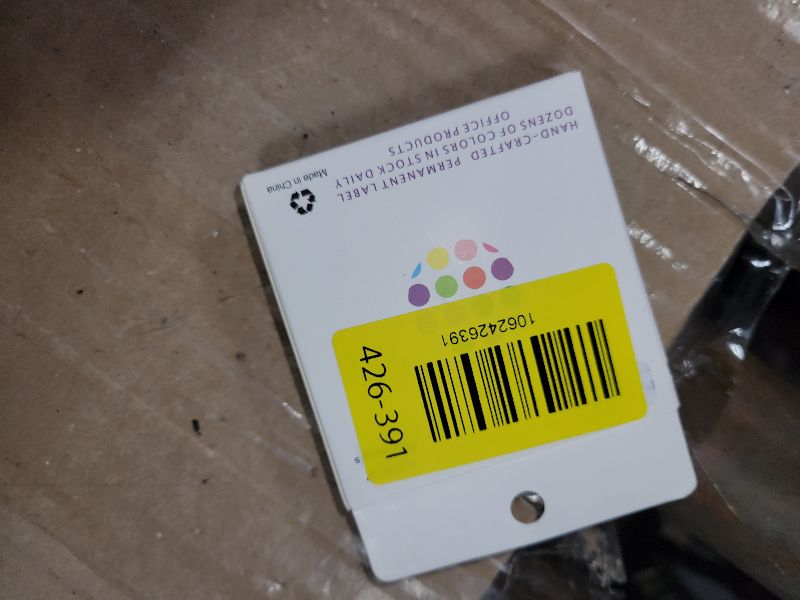 HAND-CRAFTED PERMANENT LABEL
DOZENS OF COLORS IN STOCK DAILY
OFFICE PRODUCTS
Made in China
1062426391
426-391
s